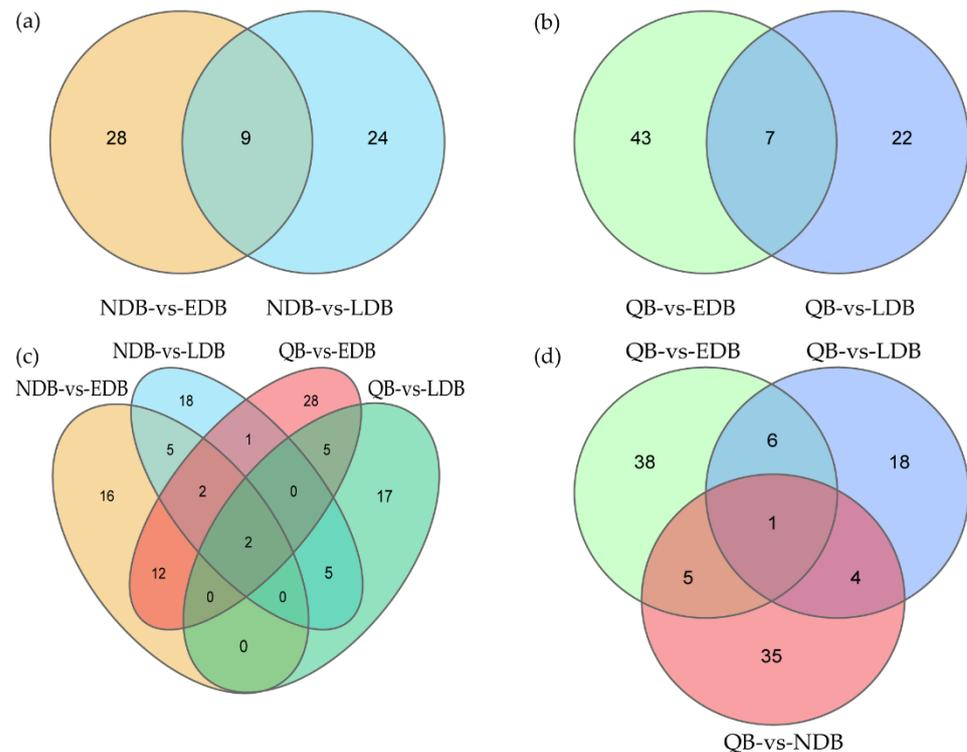 (a)
(b)
28
9
24
43
7
22
NDB-vs-EDB
NDB-vs-LDB
QB-vs-EDB
QB-vs-LDB
(c)
NDB-vs-LDB
QB-vs-EDB
NDB-vs-EDB
QB-vs-LDB
18
28
5
1
5
16
2
0
17
2
12
5
0
0
0
(d)
QB-vs-EDB
QB-vs-LDB
6
38
18
1
5
4
35
QB-vs-NDB